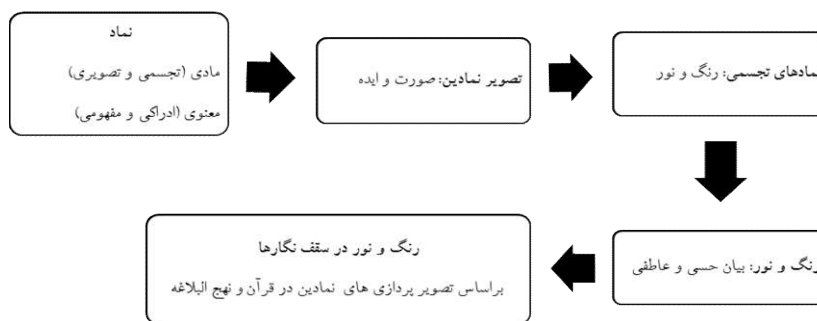 نماد
مادی (تجسمی و تصویری)
معنوی (ادراکی و مفهومی)
تصویر نمادین: صورت و ایده
نمادهای تجسمی: رنگ و نور
رنگ و نور: بیان حسی و عاطفی
رنگ و نور در سقف نگارها
براساس تصویر پردازی های نمادین در قرآن و نهج البلاغه